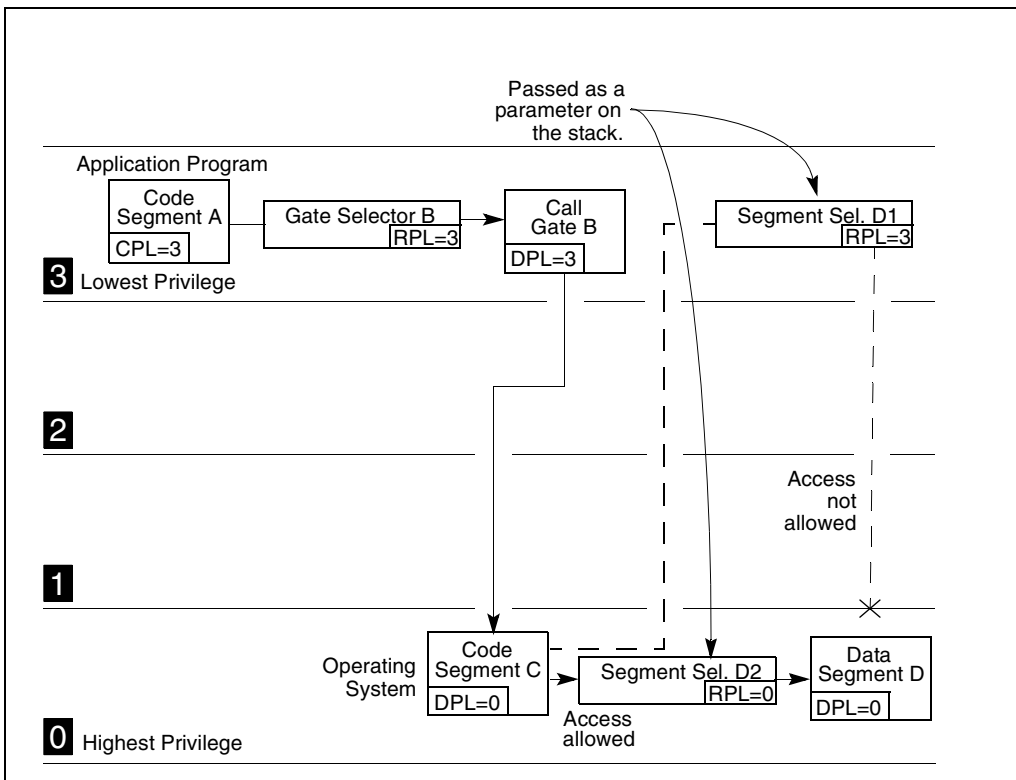 Passed as a
parameter on
the stack.
Application Program
Code
Segment A
CPL=3
Gate Selector B
RPL=3
Call
Gate B
DPL=3
Segment Sel. D1
RPL=3
3 Lowest Privilege
2
Access
not
allowed
1
Operating
System
Code
Segment C
DPL=0
Access
allowed
Segment Sel. D2
RPL=0
Data
Segment D
DPL=0
0 Highest Privilege